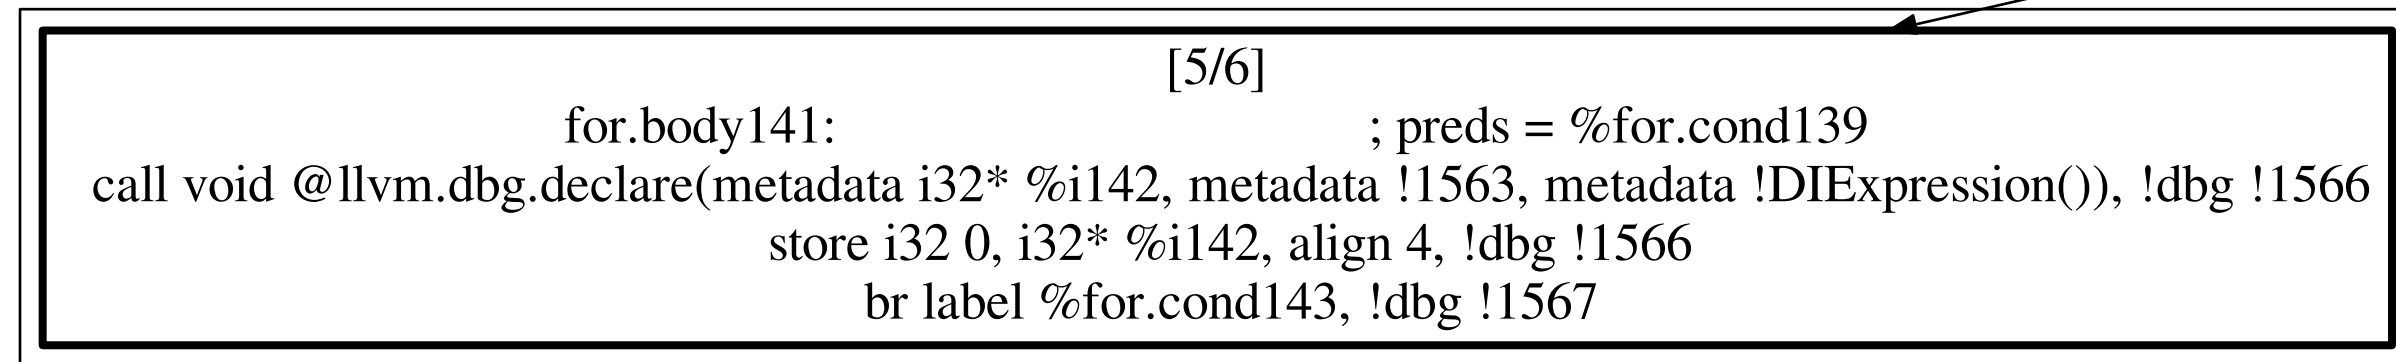 [5/6]
for.body141: ; preds = %for.cond139
call void @llvm.dbg.declare(metadata i32* %i142, metadata !1563, metadata !DIExpression()), !dbg !1566
store i32 0, i32* %i142, align 4, !dbg !1566
br label %for.cond143, !dbg !1567